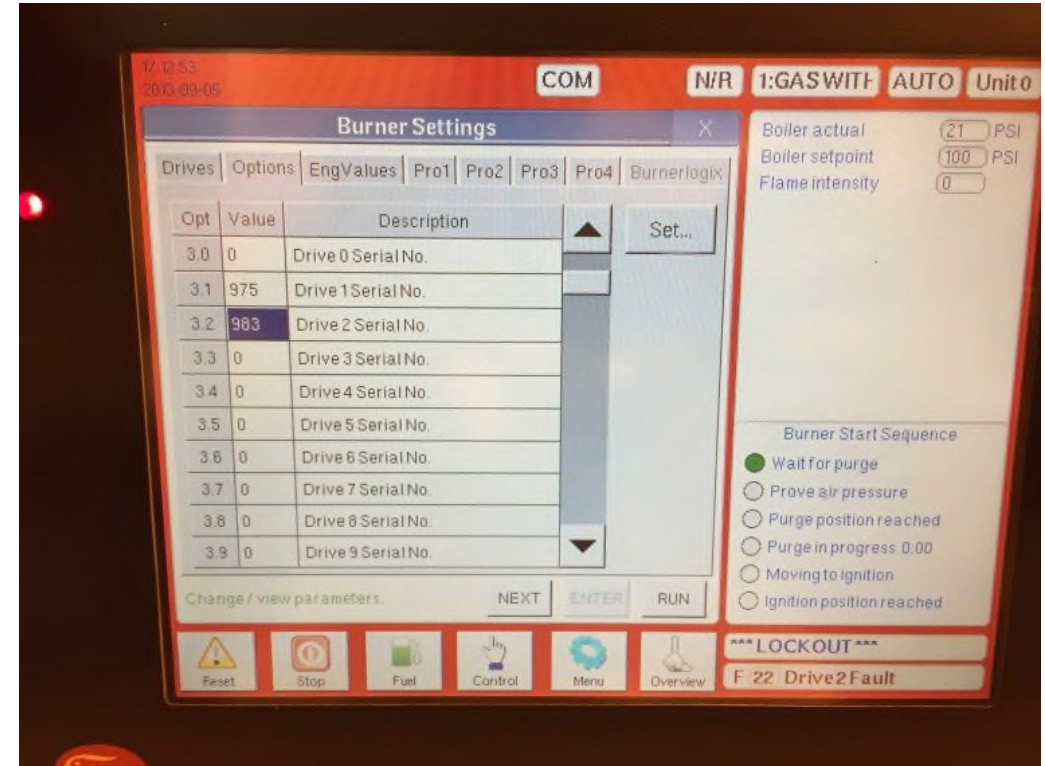 17:12:53
2013-09-05
COM N/R 1:GAS WITH AUTO Unit 0
Burner Settings X
Drives Options EngValues Pro1 Pro2 Pro3 Pro4 Burnerlogix
Opt Value Description
Set...
3.0 0 Drive 0 Serial No.
3.1 975 Drive 1 Serial No.
3.2 983 Drive 2 Serial No.
3.3 0 Drive 3 Serial No.
3.4 0 Drive 4 Serial No.
3.5 0 Drive 5 Serial No.
3.6 0 Drive 6 Serial No.
3.7 0 Drive 7 Serial No.
3.8 0 Drive 8 Serial No.
3.9 0 Drive 9 Serial No.
Change / view parameters. NEXT ENTER RUN
Reset Stop Fuel Control Menu Overview
Boiler actual 21 PSI
Boiler setpoint 100 PSI
Flame intensity 0
Burner Start Sequence
Wait for purge
Prove air pressure
Purge position reached
Purge in progress 0:00
Moving to ignition
Ignition position reached
*** LOCKOUT ***
F 22 Drive 2 Fault